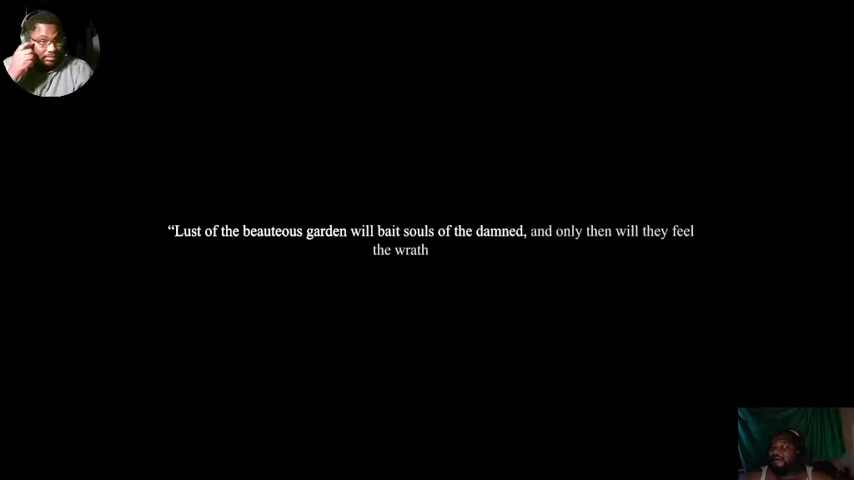 “Lust of the beauteous garden will bait souls of the damned, and only then will they feel
the wrath